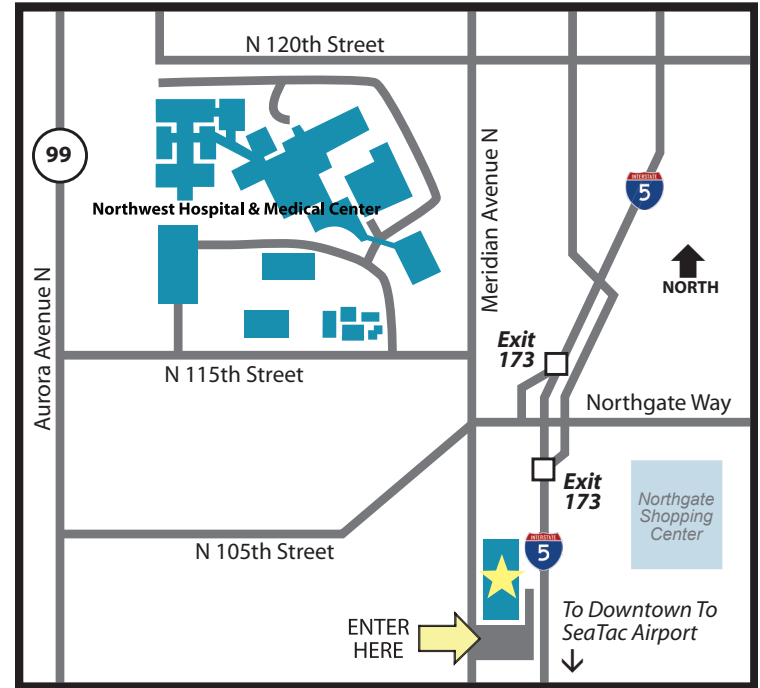 N 120th Street
99
Northwest Hospital & Medical Center
Meridian Avenue N
INTERSTATE
5
NORTH
Aurora Avenue N
Exit
173
N 115th Street
Northgate Way
Exit
173
Northgate
Shopping
Center
N 105th Street
INTERSTATE
5
ENTER
HERE
To Downtown To
SeaTac Airport